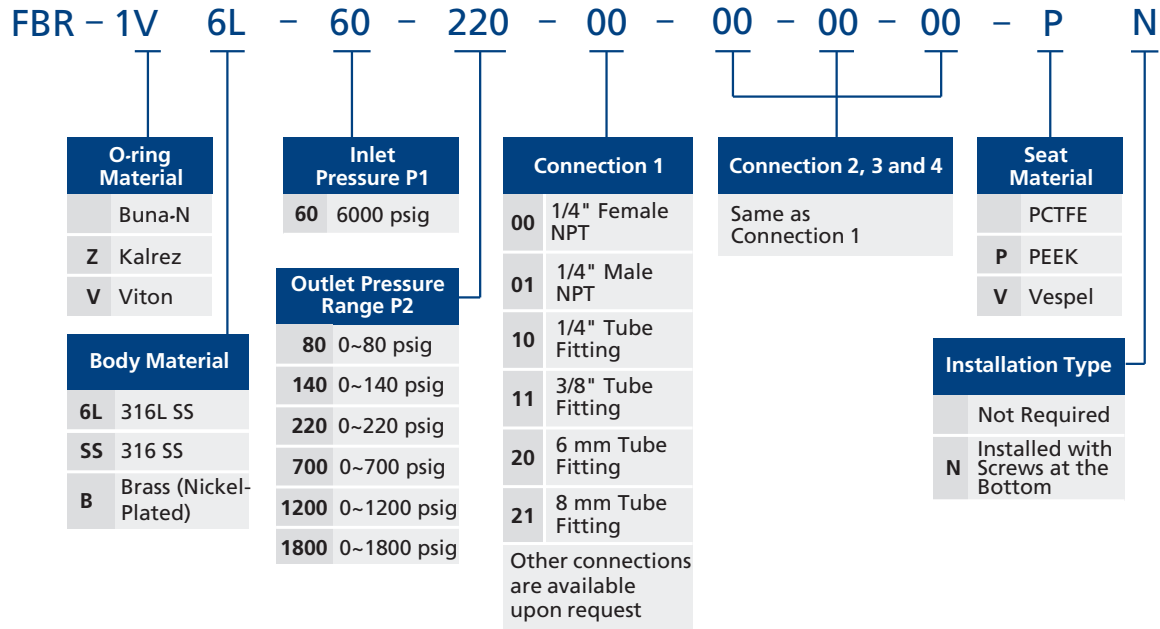 FBR – 1V 6L – 60 – 220 – 00 – 00 – 00 – 00 – P N
O-ring
Material
Buna-N
Z Kalrez
V Viton
Body Material
6L 316L SS
SS 316 SS
B Brass (Nickel-
Plated)
Inlet
Pressure P1
60 6000 psig
Outlet Pressure
Range P2
80 0~80 psig
140 0~140 psig
220 0~220 psig
700 0~700 psig
1200 0~1200 psig
1800 0~1800 psig
Connection 1
00 1/4" Female
NPT
01 1/4" Male
NPT
10 1/4" Tube
Fitting
11 3/8" Tube
Fitting
20 6 mm Tube
Fitting
21 8 mm Tube
Fitting
Other connections
are available
upon request
Connection 2, 3 and 4
Same as
Connection 1
Seat
Material
PCTFE
P PEEK
V Vespel
Installation Type
Not Required
N Installed with
Screws at the
Bottom